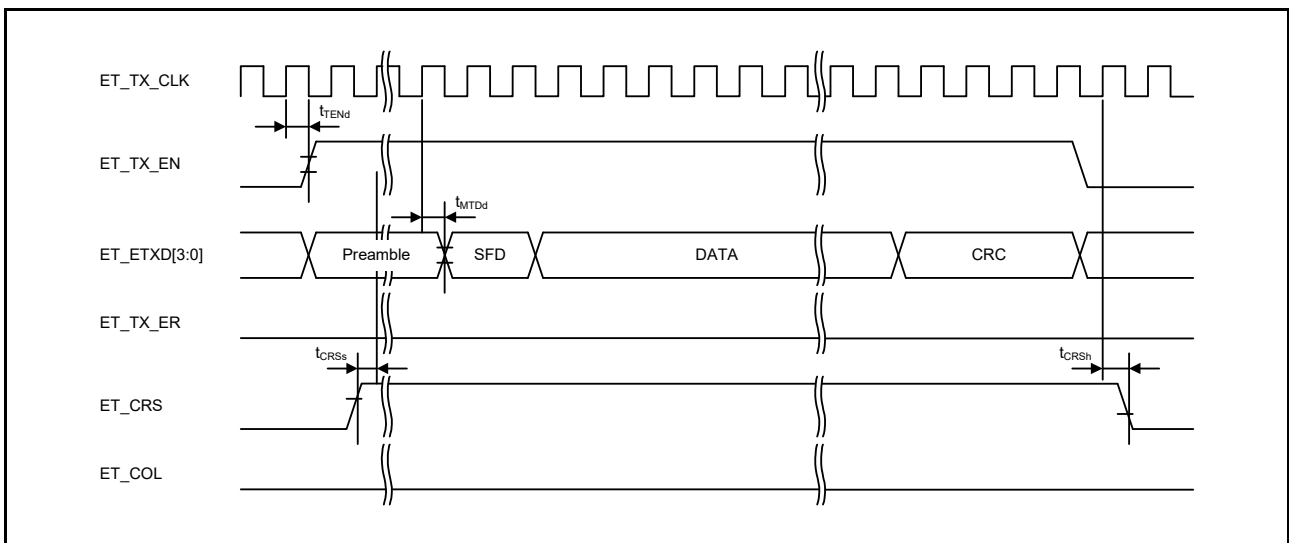 ET_TX_CLK
tTENd
ET_TX_EN
tMTDd
ET_ETXD[3:0]
Preamble
SFD
DATA
CRC
ET_TX_ER
tCRSs
tCRSh
ET_CRS
ET_COL